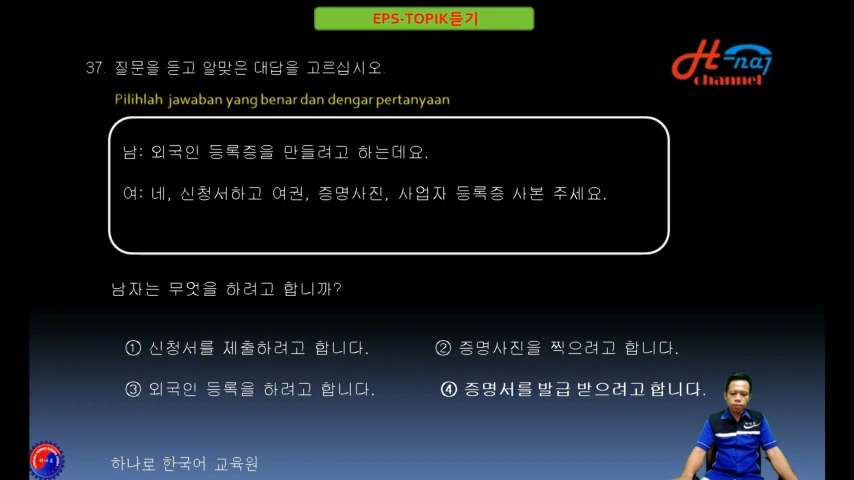 EPS-TOPIK듣기
H-naj
channel
37. 질문을 듣고 알맞은 대답을 고르십시오.
Pilihlah jawaban yang benar dan dengar pertanyaan
남: 외국인 등록증을 만들려고 하는데요.
여: 네, 신청서하고 여권, 증명사진, 사업자 등록증 사본 주세요.
남자는 무엇을 하려고 합니까?
① 신청서를 제출하려고 합니다.
② 증명사진을 찍으려고 합니다.
③ 외국인 등록을 하려고 합니다.
④ 증명서를 발급 받으려고 합니다.
하나로 한국어 교육원